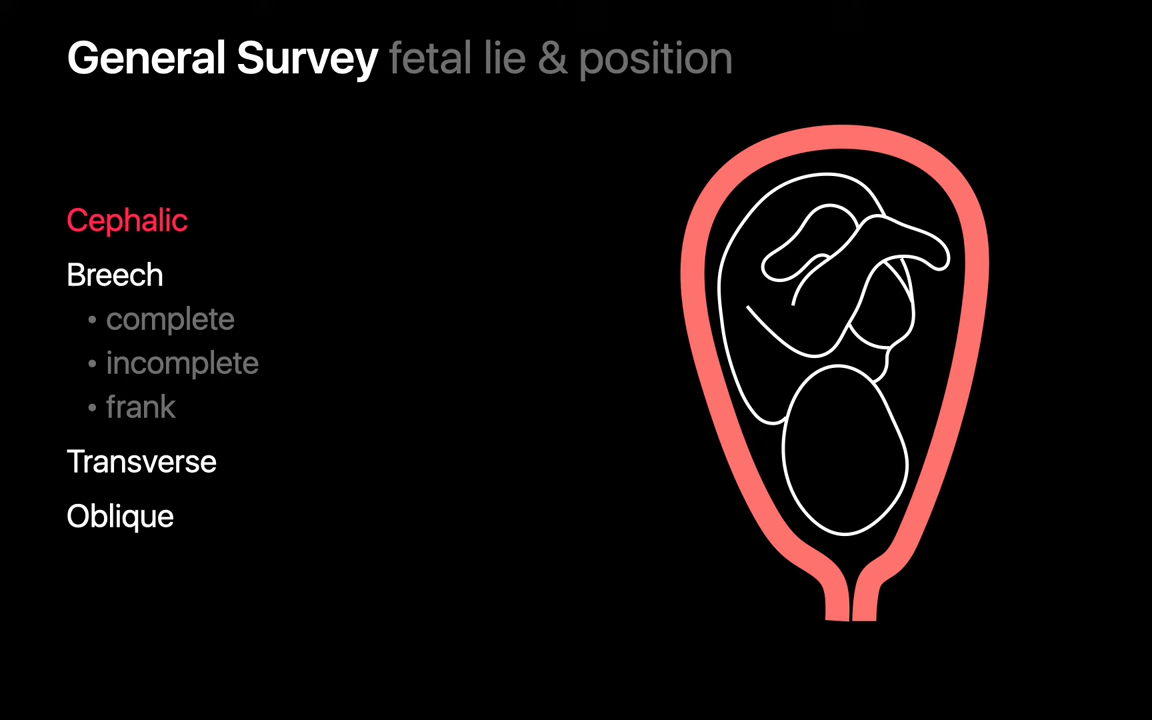 General Survey fetal lie & position
Cephalic
Breech
• complete
• incomplete
• frank
Transverse
Oblique